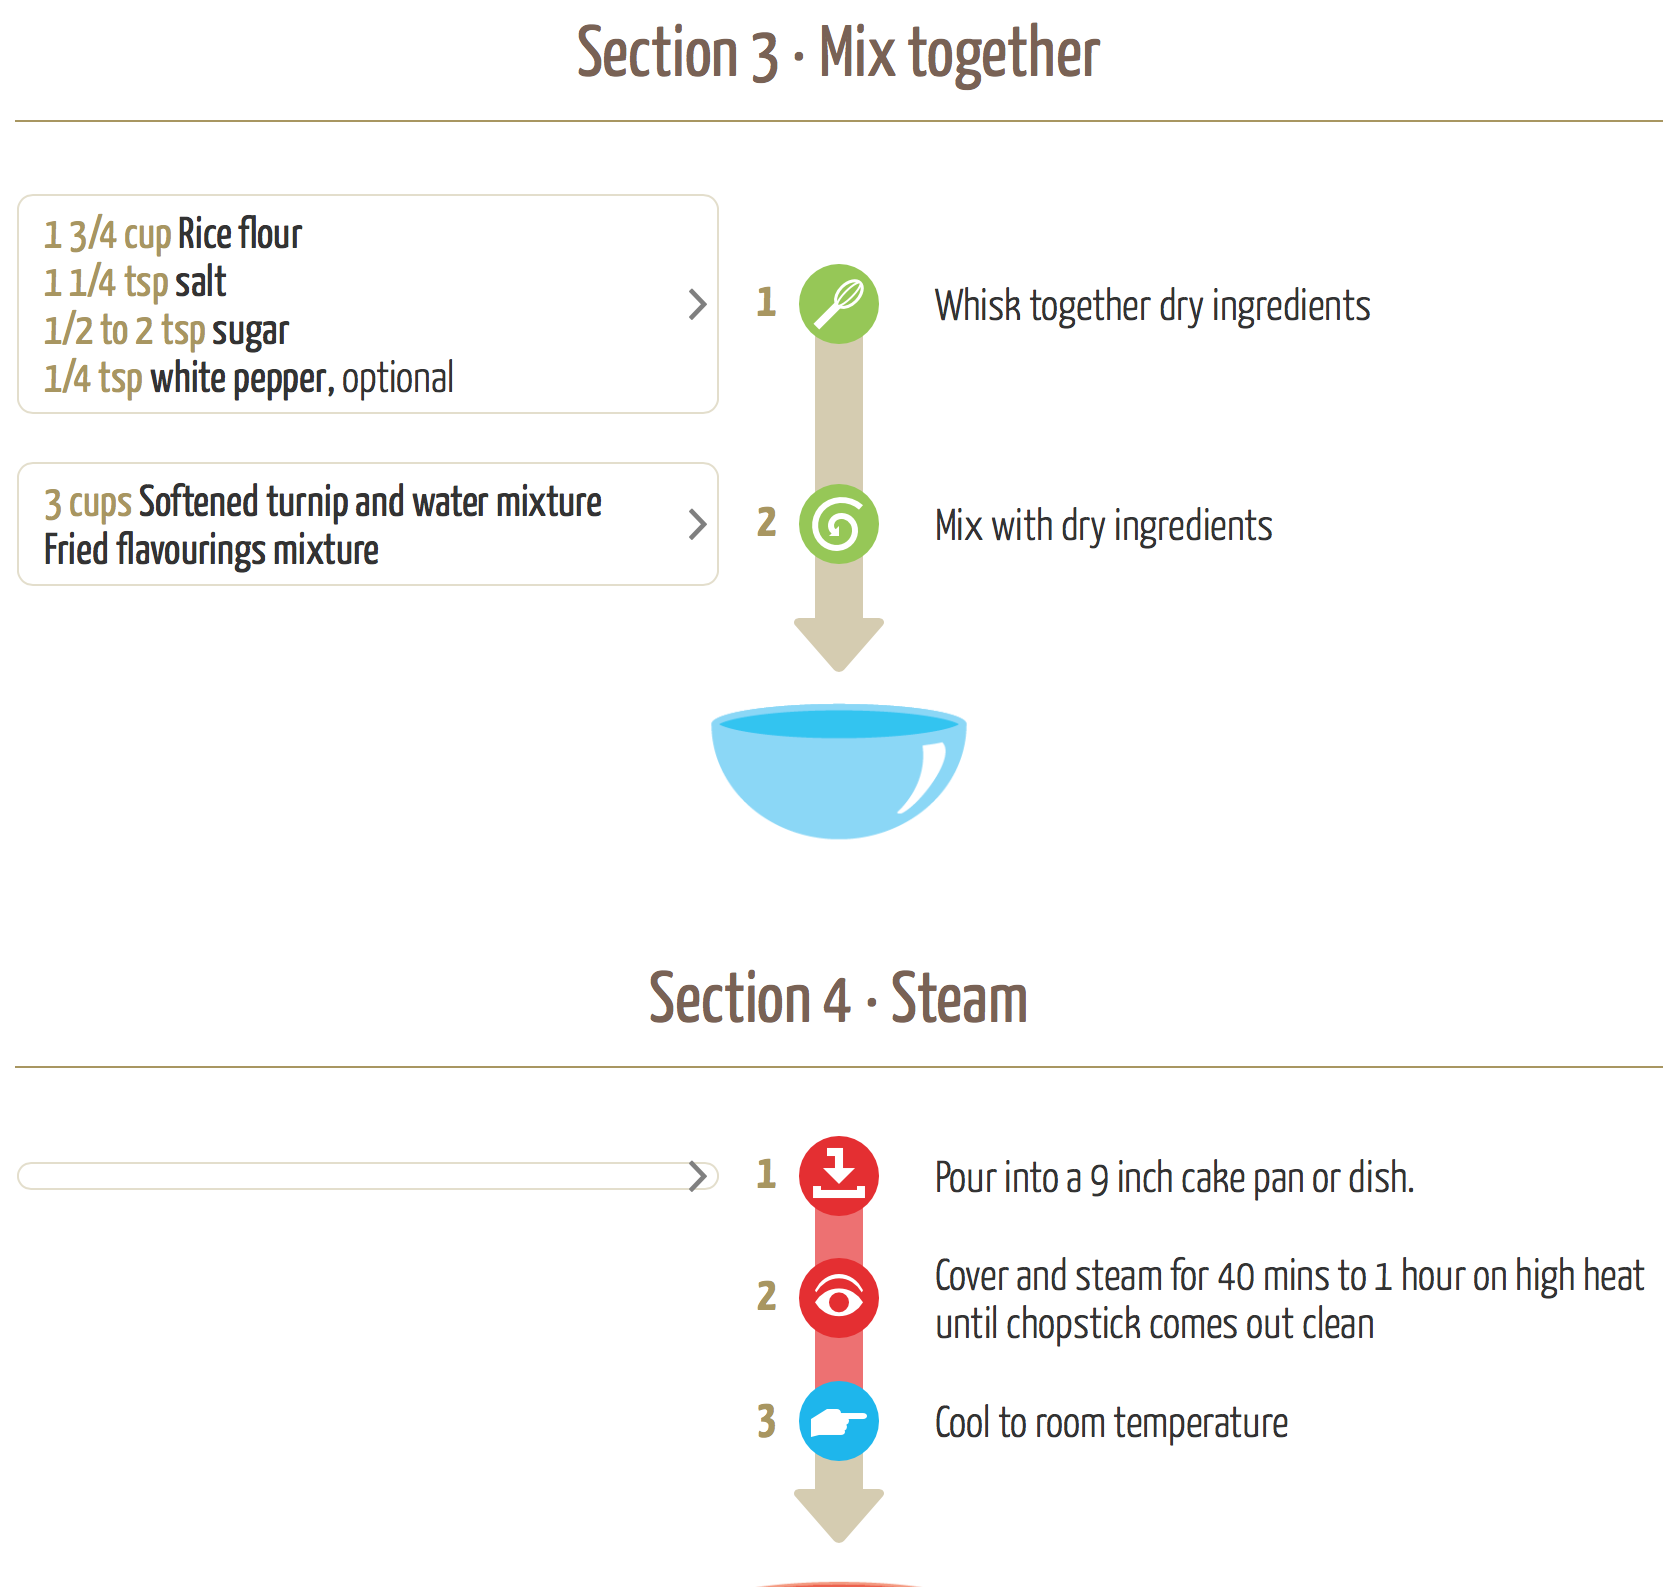 Section 3 · Mix together
1 3/4 cup Rice flour
1 1/4 tsp salt
1/2 to 2 tsp sugar
1/4 tsp white pepper, optional
1
Whisk together dry ingredients
3 cups Softened turnip and water mixture
Fried flavourings mixture
2
Mix with dry ingredients
Section 4 · Steam
1
Pour into a 9 inch cake pan or dish.
2
Cover and steam for 40 mins to 1 hour on high heat
until chopstick comes out clean
3
Cool to room temperature